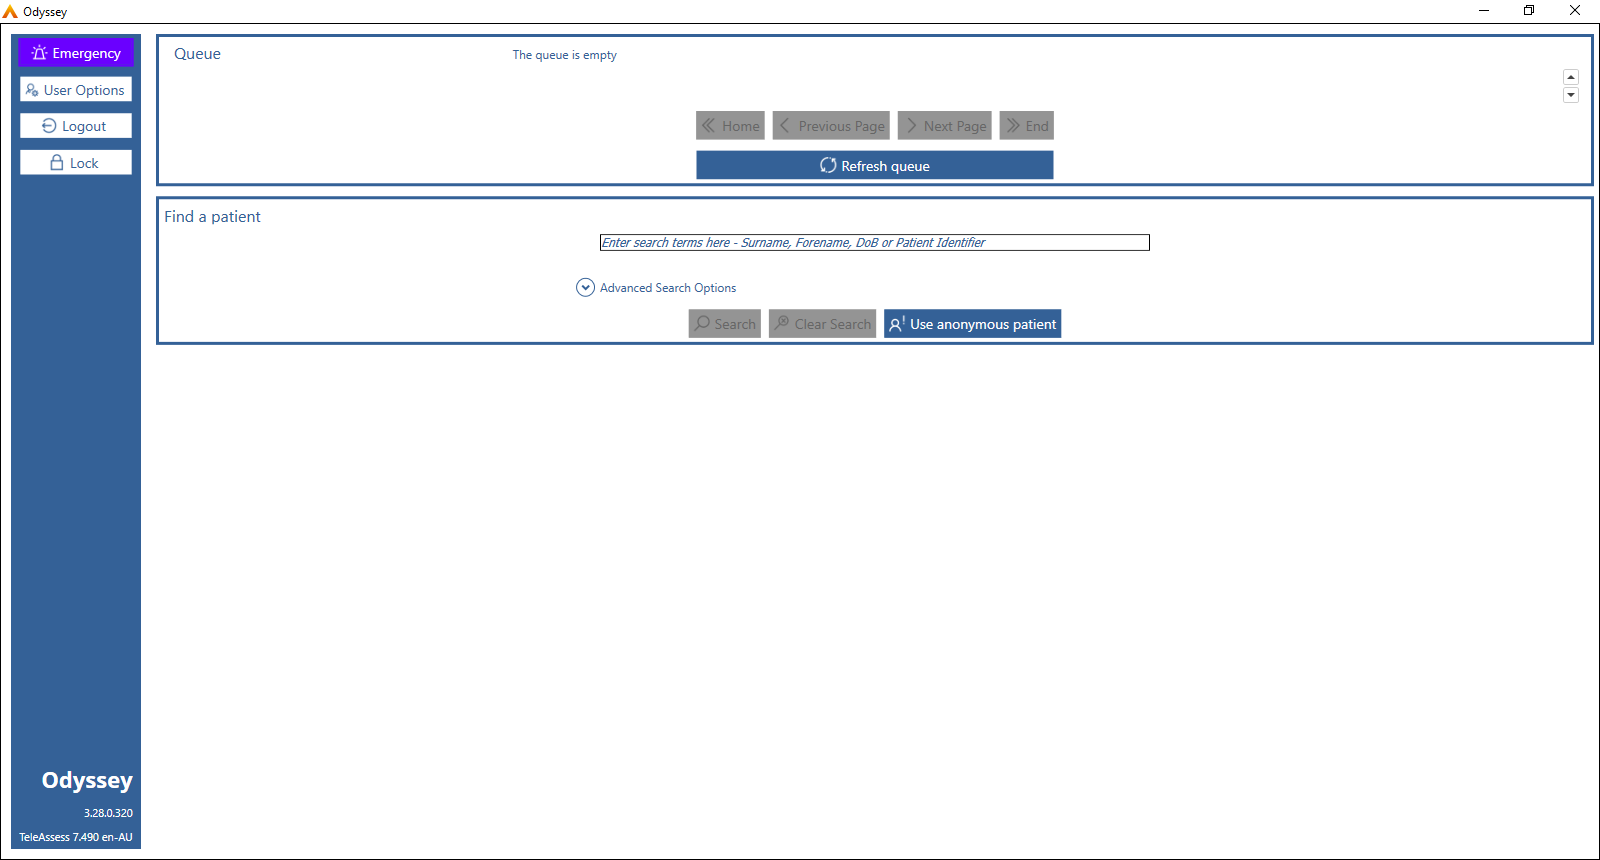 Odyssey
Emergency
User Options
Logout
Lock
Queue
The queue is empty
Home Previous Page Next Page End
Refresh queue
Find a patient
Enter search terms here - Surname, Forename, DoB or Patient Identifier
Advanced Search Options
Search Clear Search Use anonymous patient
Odyssey
3.28.0.320
TeleAssess 7.490 en-AU